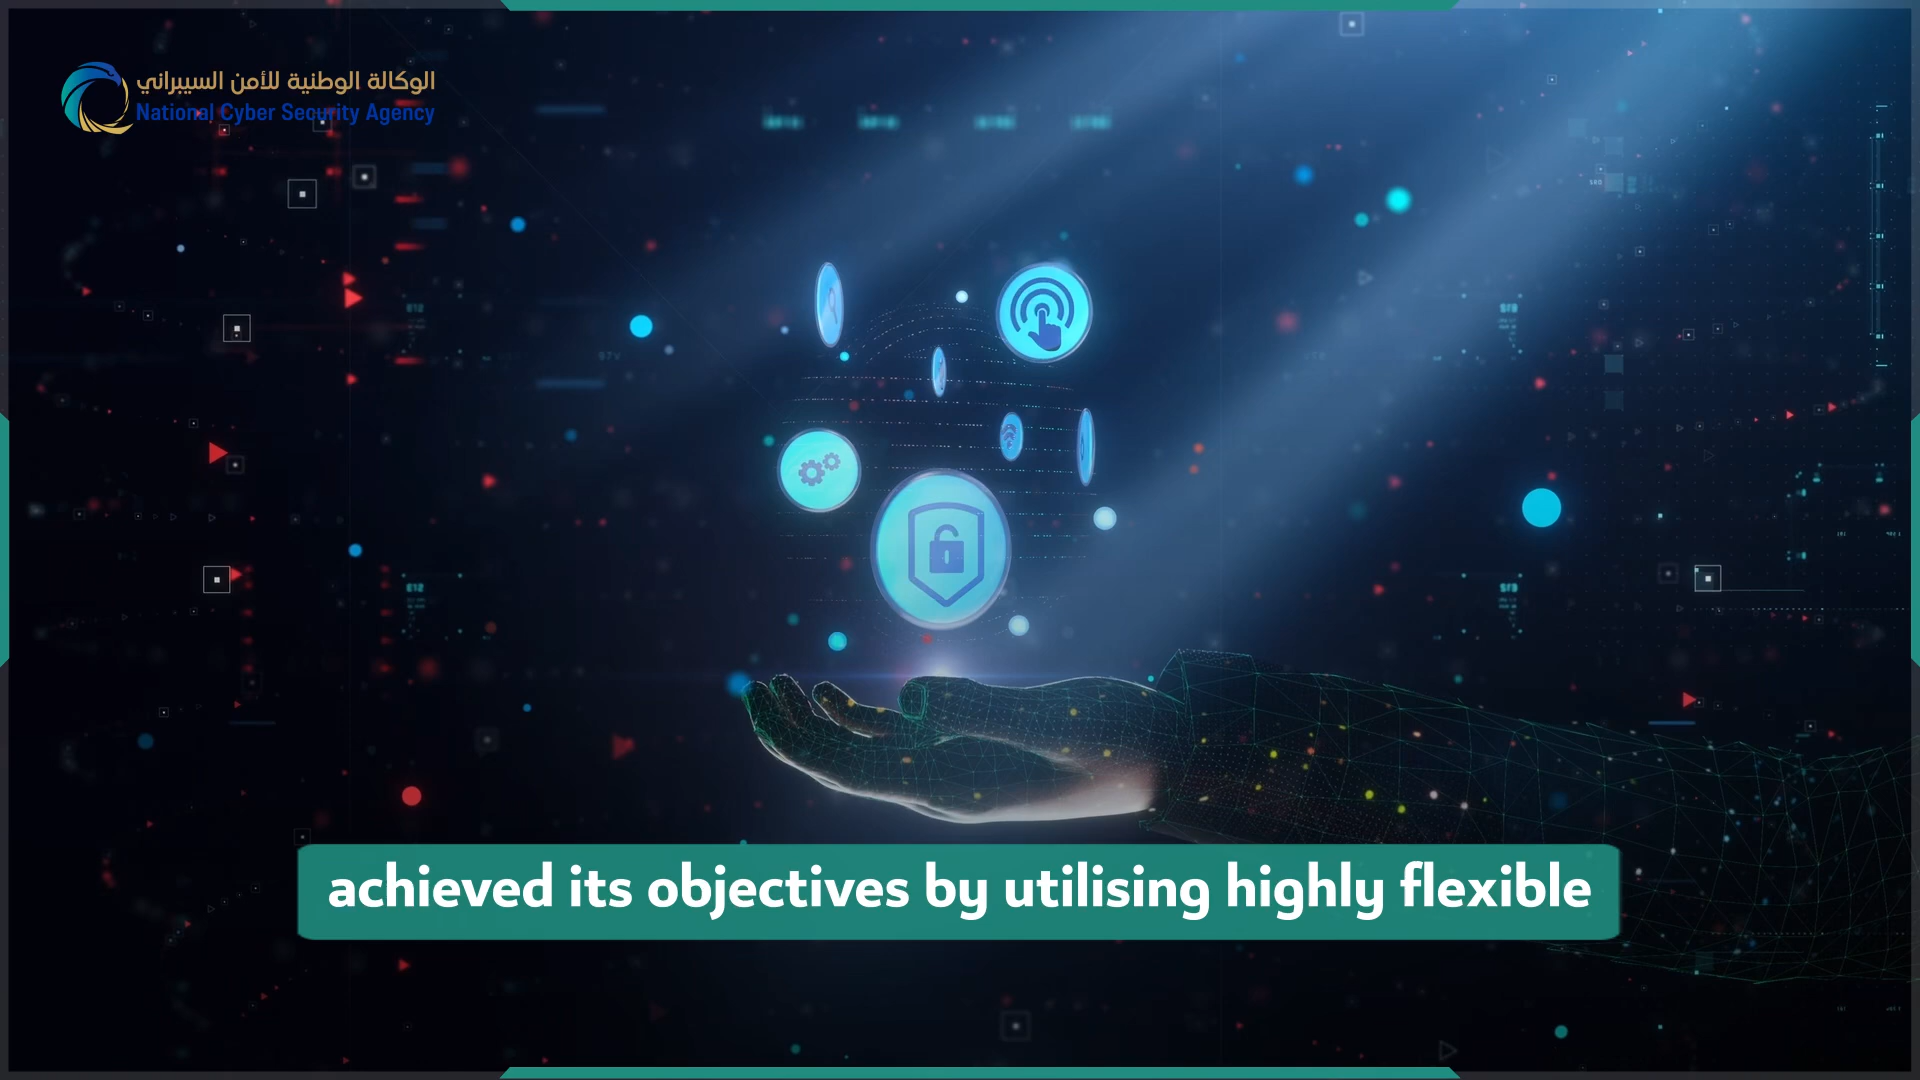 الوكالة الوطنية للأمن السيبراني
National Cyber Security Agency
achieved its objectives by utilising highly flexible